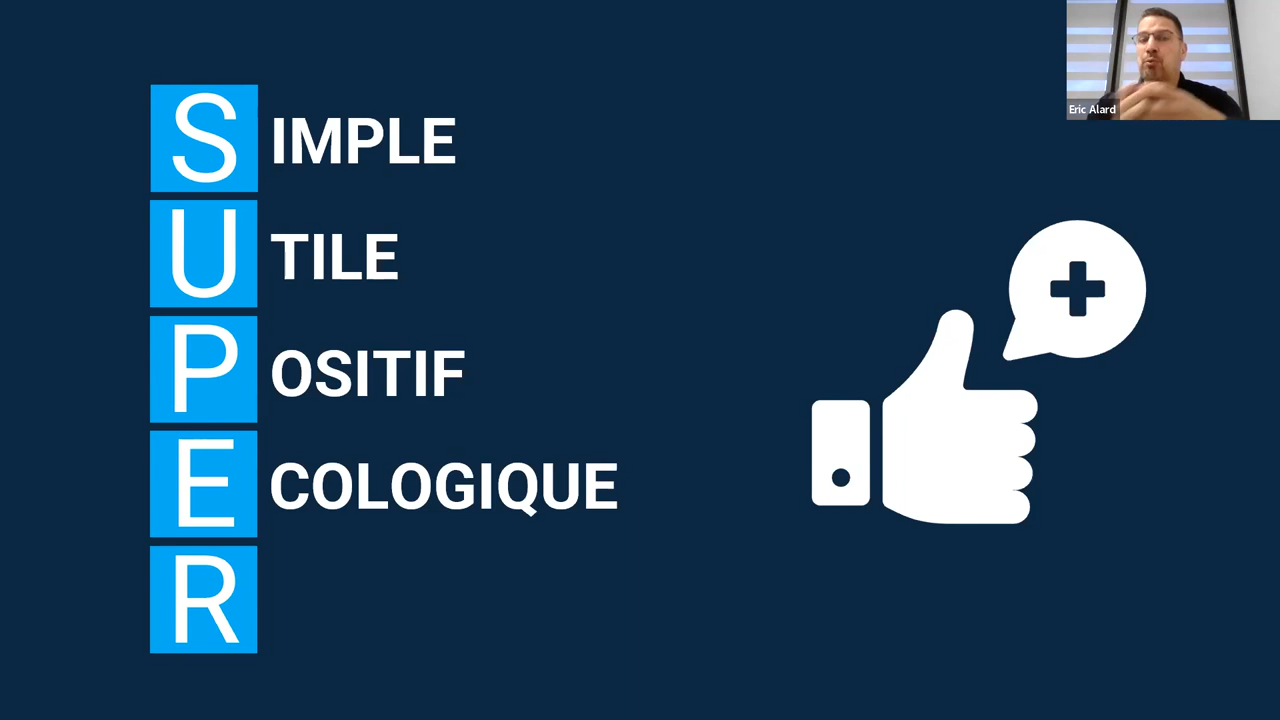 SIMPLE
UTILE
POSITIF
ECOLOGIQUE
R
Eric Alard